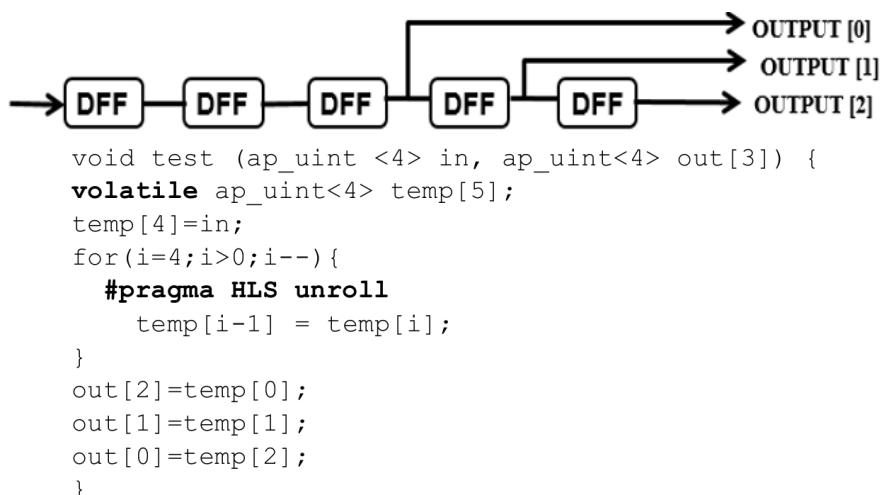 OUTPUT [0]
OUTPUT [1]
DFF DFF DFF DFF DFF OUTPUT [2]
void test (ap_uint <4> in, ap_uint<4> out[3]) {
volatile ap_uint<4> temp[5];
temp[4]=in;
for(i=4;i>0;i--){
#pragma HLS unroll
temp[i-1] = temp[i];
}
out[2]=temp[0];
out[1]=temp[1];
out[0]=temp[2];
}